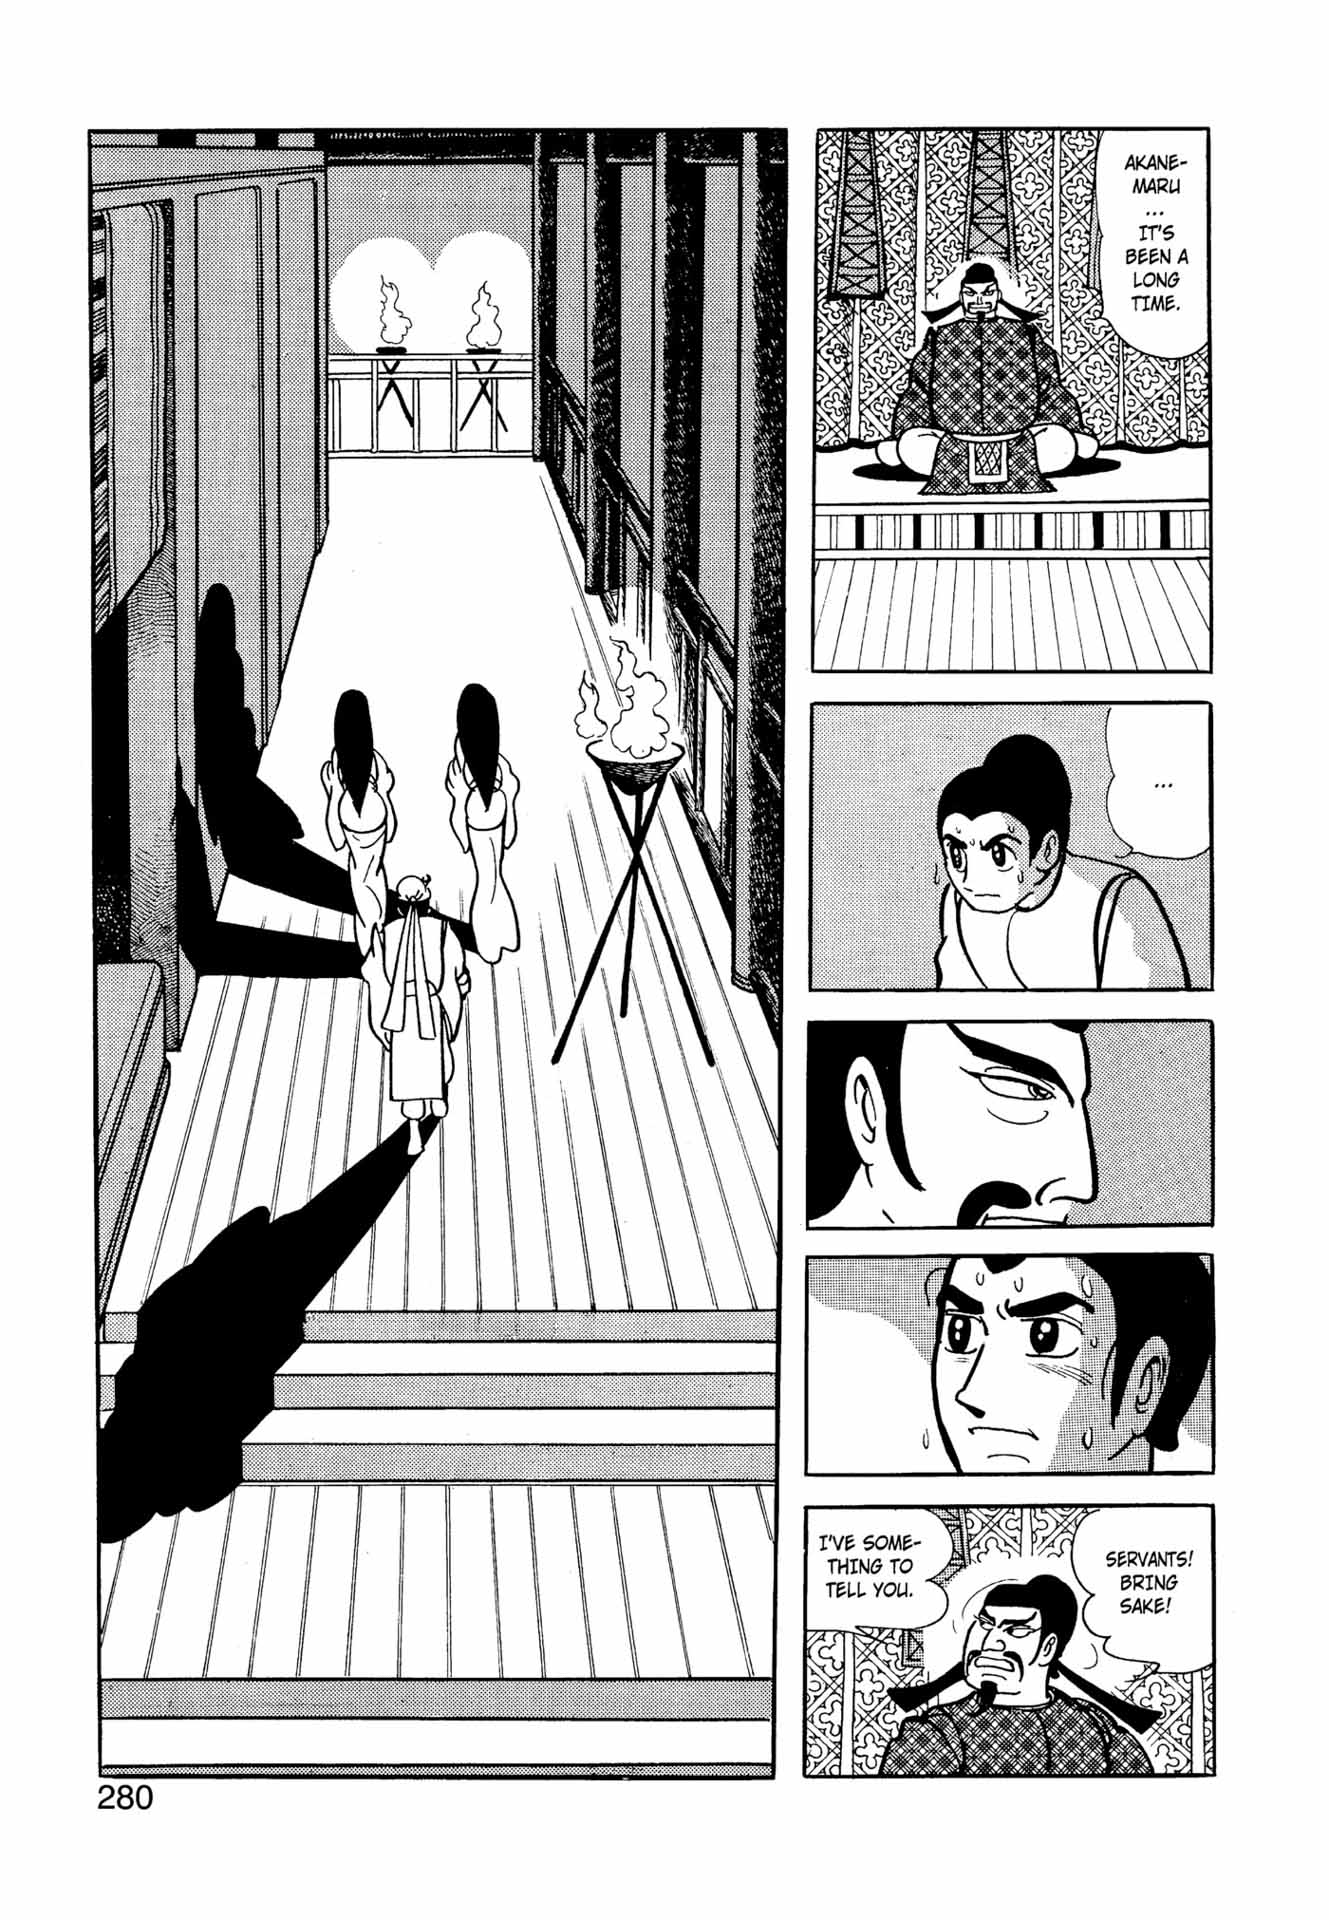 AKANE-
MARU
...
IT'S
BEEN A
LONG
TIME.
...
SERVANTS!
BRING
SAKE!
I'VE SOME-
THING TO
TELL YOU.
280